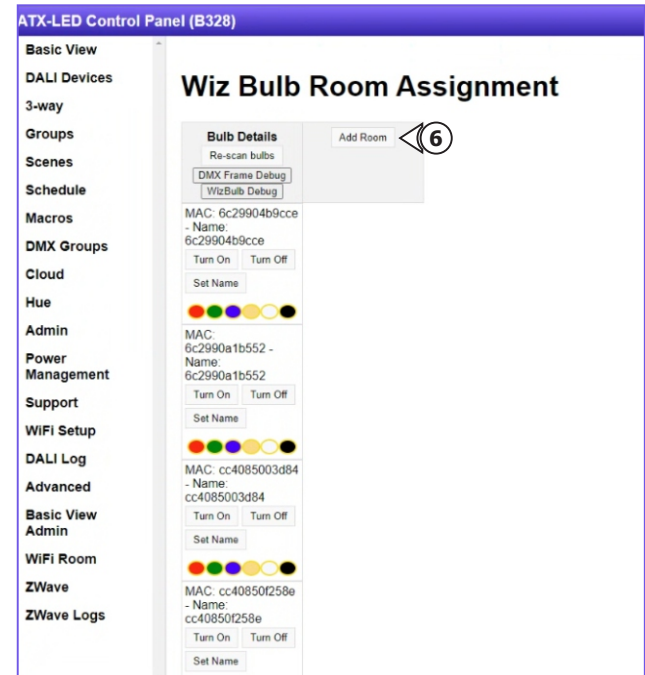 ATX-LED Control Panel (B328)
Basic View
DALI Devices
3-way
Groups
Scenes
Schedule
Macros
DMX Groups
Cloud
Hue
Admin
Power
Management
Support
WiFi Setup
DALI Log
Advanced
Basic View
Admin
WiFi Room
ZWave
ZWave Logs
Wiz Bulb Room Assignment
Bulb Details
Re-scan bulbs
DMX Frame Debug
WizBulb Debug
Add Room
6
MAC: 6c29904b9cce
- Name:
6c29904b9cce
Turn On Turn Off
Set Name
MAC:
6c2990a1b552 -
Name:
6c2990a1b552
Turn On Turn Off
Set Name
MAC: cc4085003d84
- Name:
cc4085003d84
Turn On Turn Off
Set Name
MAC: cc40850f258e
- Name:
cc40850f258e
Turn On Turn Off
Set Name